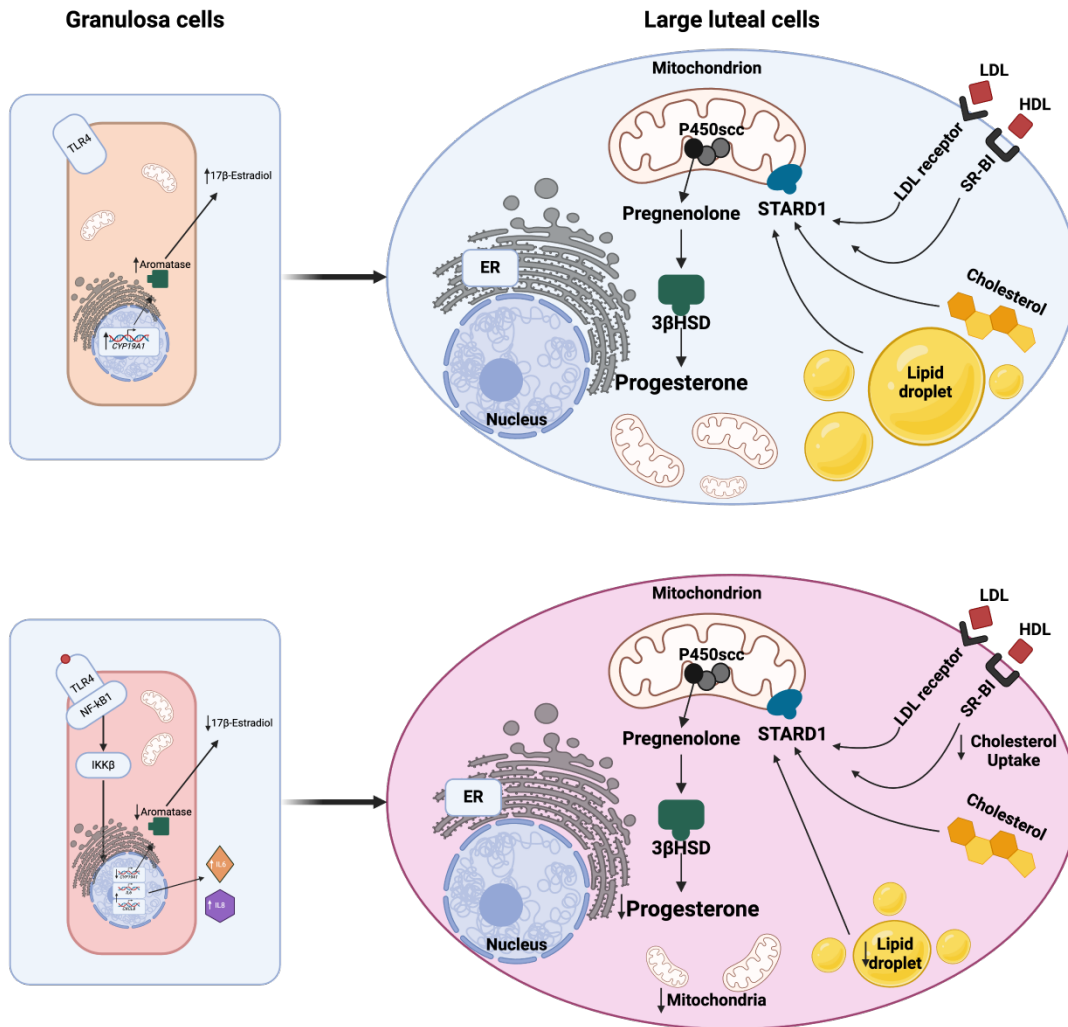 Granulosa cells
Large luteal cells
TLR4
↑17β-Estradiol
↑Aromatase
↑
CYP19A1
Mitochondrion
P450scc
Pregnenolone
STARD1
LDL
HDL
LDL receptor
SR-BI
ER
3βHSD
Progesterone
Nucleus
Cholesterol
Lipid
droplet
TLR4
NF-kB1
IKKβ
↓17β-Estradiol
↓Aromatase
↑ IL6
↑ IL8
Mitochondrion
P450scc
Pregnenolone
STARD1
LDL
HDL
LDL receptor
SR-BI
↓ Cholesterol
Uptake
Cholesterol
ER
3βHSD
↓Progesterone
Nucleus
↓Mitochondria
↓Lipid
droplet